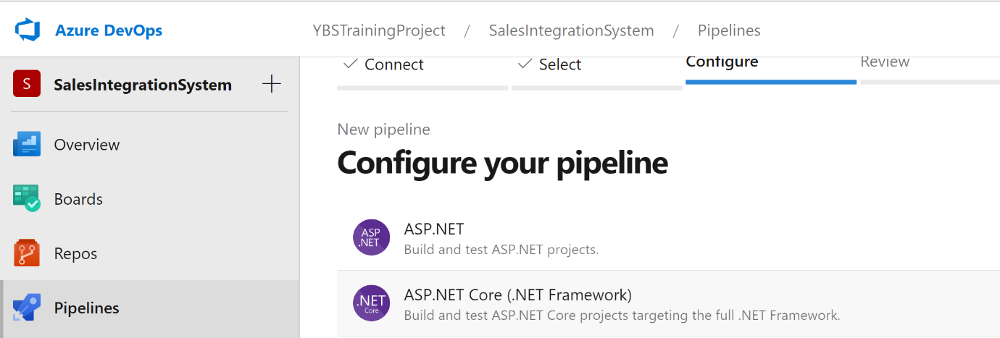 Azure DevOps
YBSTrainingProject / SalesIntegrationSystem / Pipelines
S SalesIntegrationSystem +
Connect Select Configure Review
New pipeline
Configure your pipeline
Overview
Boards
Repos
Pipelines
ASP .NET
ASP.NET
Build and test ASP.NET projects.
.NET Core
ASP.NET Core (.NET Framework)
Build and test ASP.NET Core projects targeting the full .NET Framework.